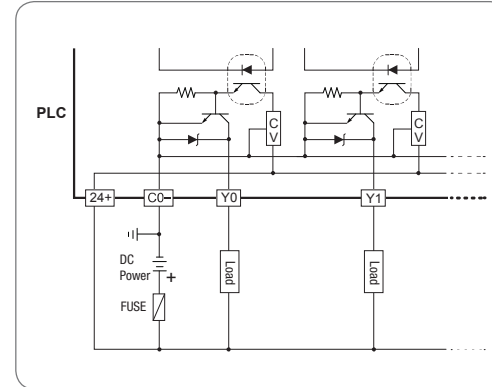 C
V
C
V
PLC
24+ C0- Y0 Y1
DC
Power
+
Load
Load
FUSE